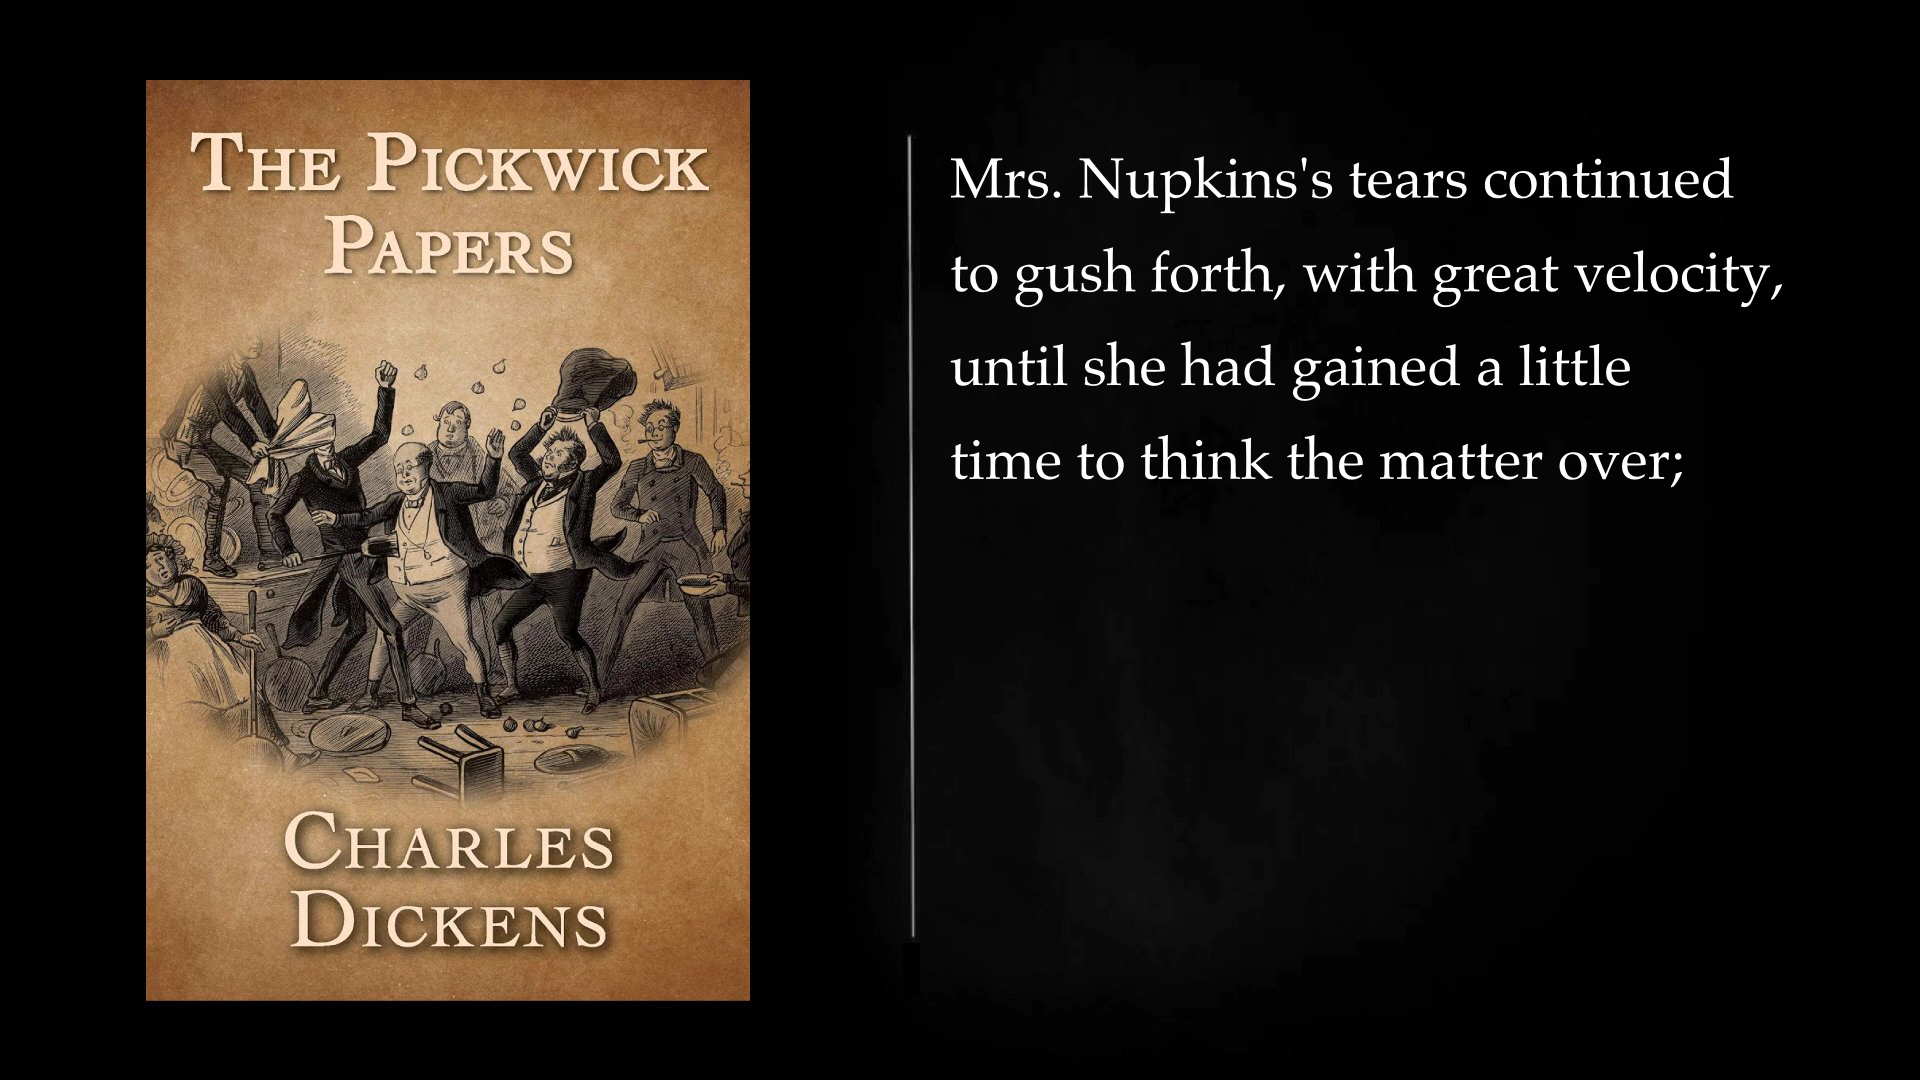 The Pickwick
Papers
Charles
Dickens
Mrs. Nupkins's tears continued
to gush forth, with great velocity,
until she had gained a little
time to think the matter over;